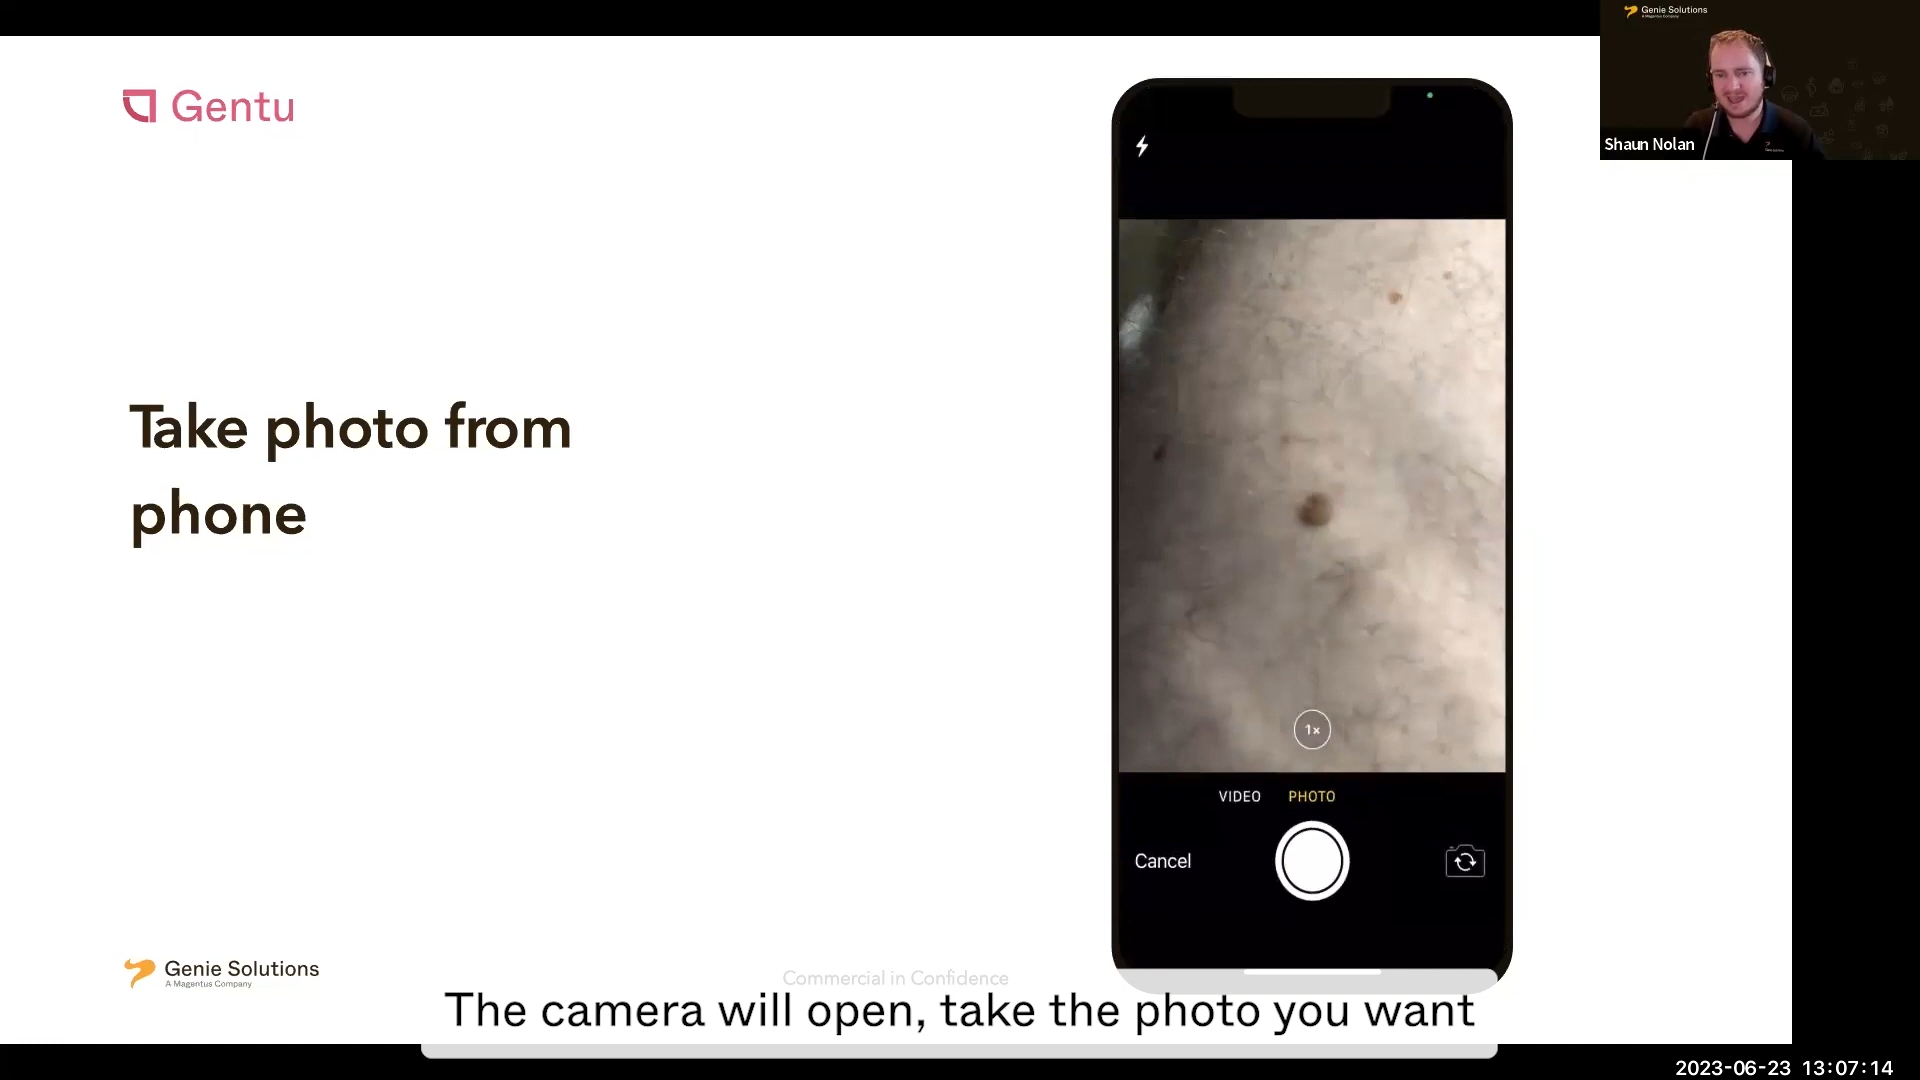 Genie Solutions
A Magentus Company
Shaun Nolan
Gentu
Take photo from
phone
1x
VIDEO PHOTO
Cancel
Genie Solutions
A Magentus Company
Commercial in Confidence
The camera will open, take the photo you want
2023-06-23 13:07:14